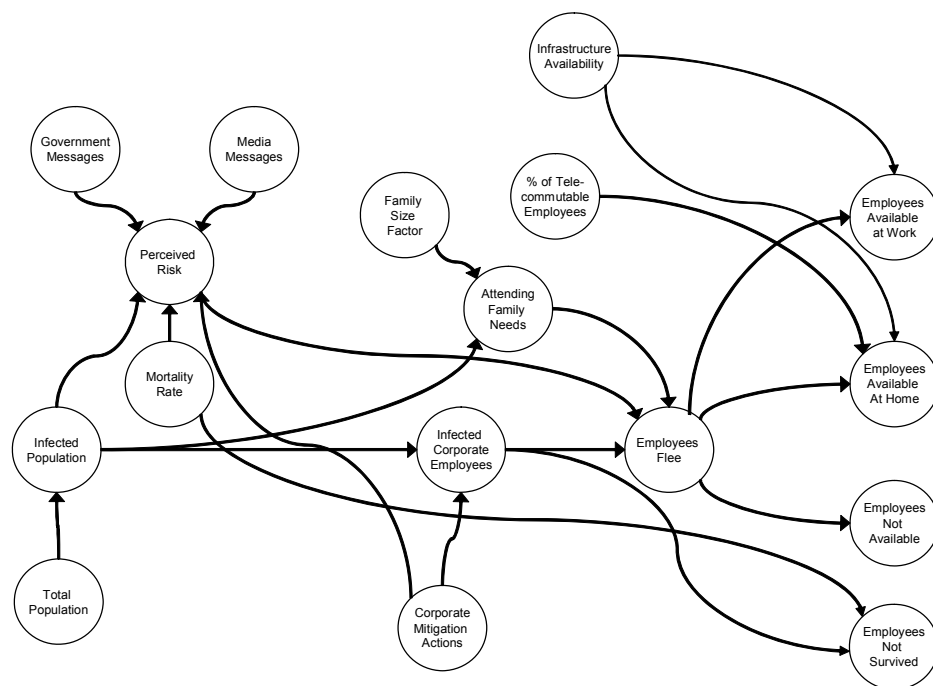 Infrastructure
Availability
Government
Messages
Media
Messages
% of Tele-
commutable
Employees
Family
Size
Factor
Employees
Available
at Work
Perceived
Risk
Attending
Family
Needs
Mortality
Rate
Employees
Available
At Home
Infected
Population
Infected
Corporate
Employees
Employees
Flee
Employees
Not
Available
Total
Population
Corporate
Mitigation
Actions
Employees
Not
Survived